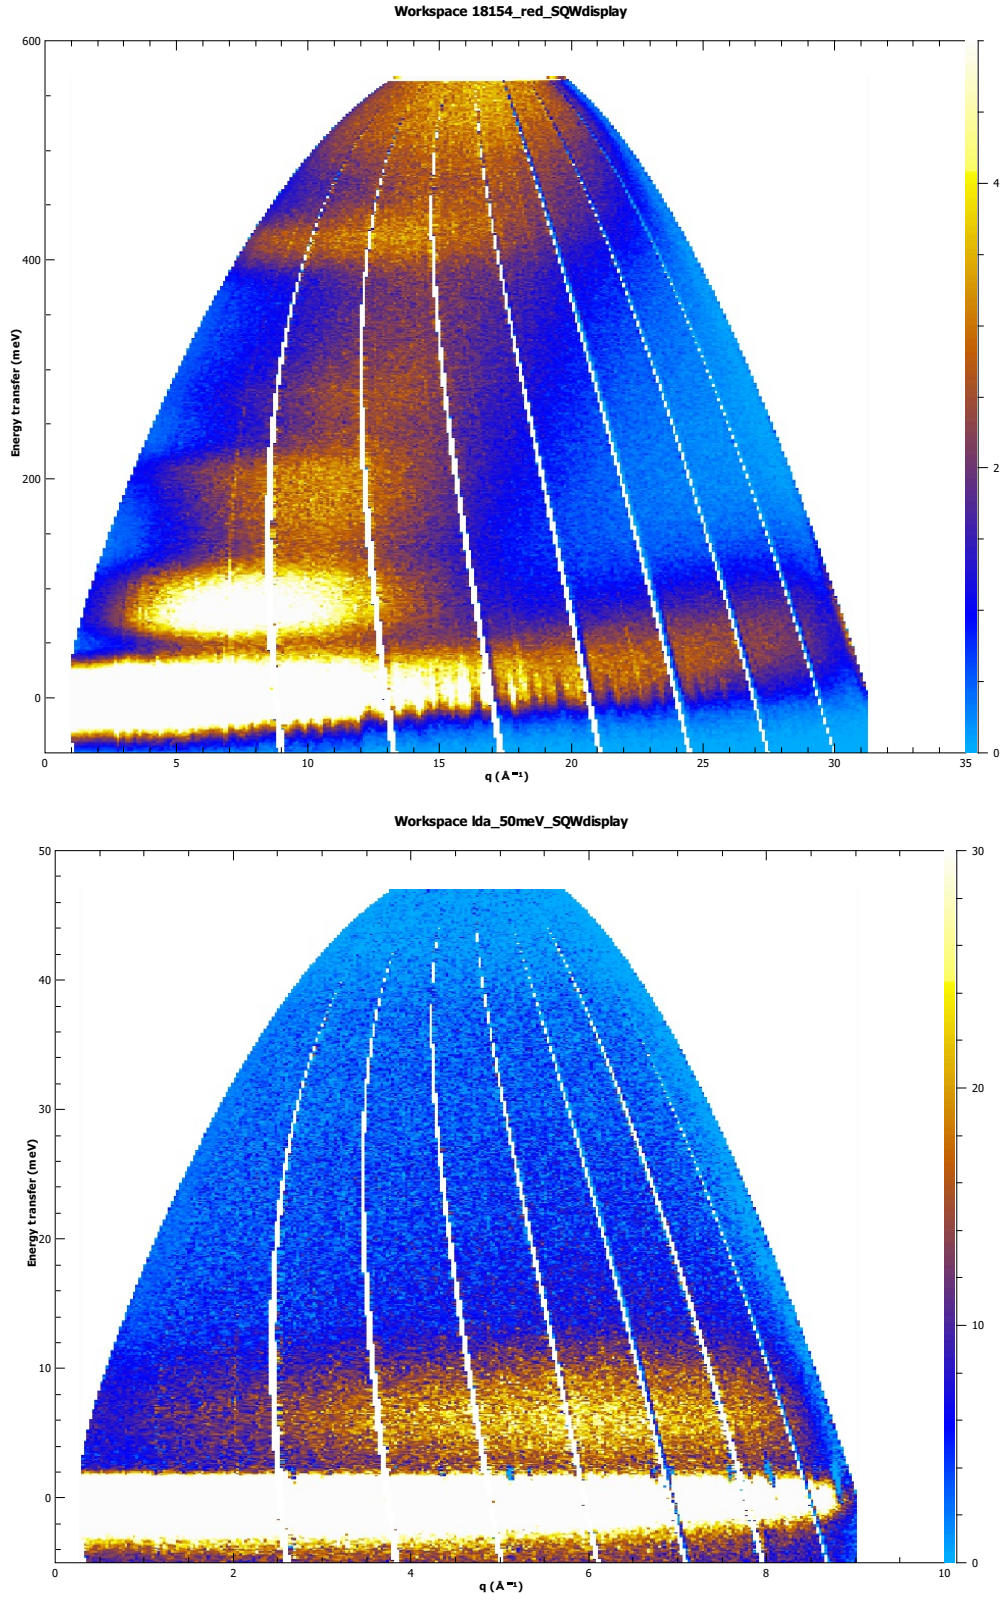 Workspace 18154_red_SQWdisplay
600
400
200
0
Energy transfer (meV)
0 5 10 15 20 25 30 35
q (Å⁻¹)
4
2
0
Workspace lda_50meV_SQWdisplay
50
40
30
20
10
0
Energy transfer (meV)
0 2 4 6 8 10
q (Å⁻¹)
30
20
10
0